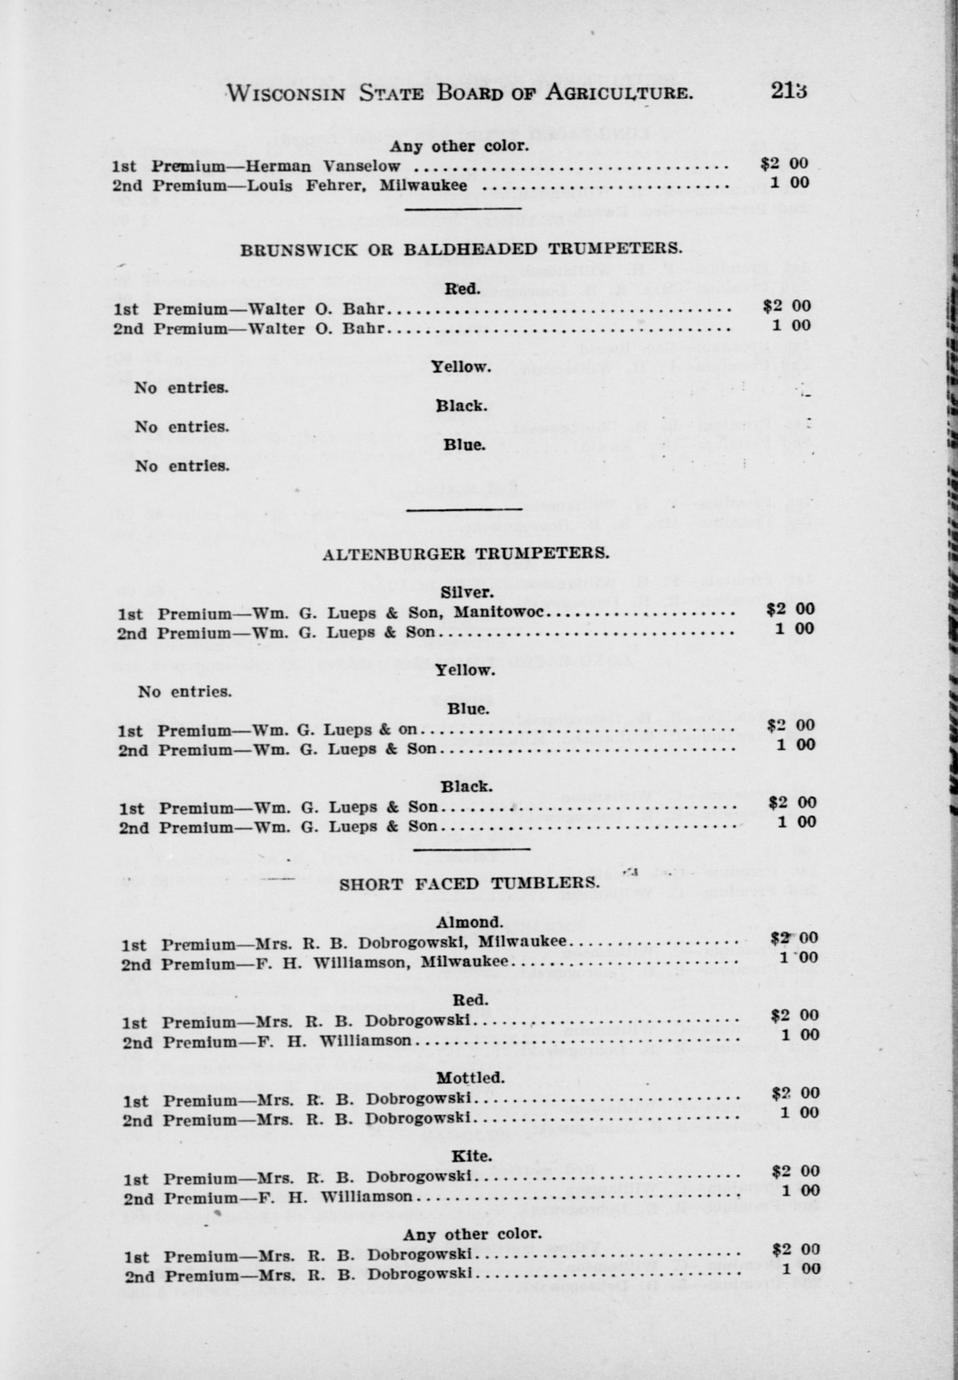 WISCONSIN STATE BOARD OF AGRICULTURE. 213
Any other color.
1st Premium—Herman Vanselow ................................ $2 00
2nd Premium—Louis Fehrer, Milwaukee ......................... 1 00
BRUNSWICK OR BALDHEADED TRUMPETERS.
Red.
1st Premium—Walter O. Bahr.................................... $2 00
2nd Premium—Walter O. Bahr.................................... 1 00
Yellow.
No entries.
Black.
No entries.
Blue.
No entries.
ALTENBURGER TRUMPETERS.
Silver.
1st Premium—Wm. G. Lueps & Son, Manitowoc.................... $2 00
2nd Premium—Wm. G. Lueps & Son............................... 1 00
Yellow.
No entries.
Blue.
1st Premium—Wm. G. Lueps & on................................. $2 00
2nd Premium—Wm. G. Lueps & Son............................... 1 00
Black.
1st Premium—Wm. G. Lueps & Son............................... $2 00
2nd Premium—Wm. G. Lueps & Son............................... 1 00
SHORT FACED TUMBLERS.
Almond.
1st Premium—Mrs. R. B. Dobrogowski, Milwaukee.................. $2 00
2nd Premium—F. H. Williamson, Milwaukee........................ 1 00
Red.
1st Premium—Mrs. R. B. Dobrogowski............................ $2 00
2nd Premium—F. H. Williamson.................................. 1 00
Mottled.
1st Premium—Mrs. R. B. Dobrogowski............................ $2 00
2nd Premium—Mrs. R. B. Dobrogowski............................ 1 00
Kite.
1st Premium—Mrs. R. B. Dobrogowski............................ $2 00
2nd Premium—F. H. Williamson.................................. 1 00
Any other color.
1st Premium—Mrs. R. B. Dobrogowski............................ $2 00
2nd Premium—Mrs. R. B. Dobrogowski............................ 1 00